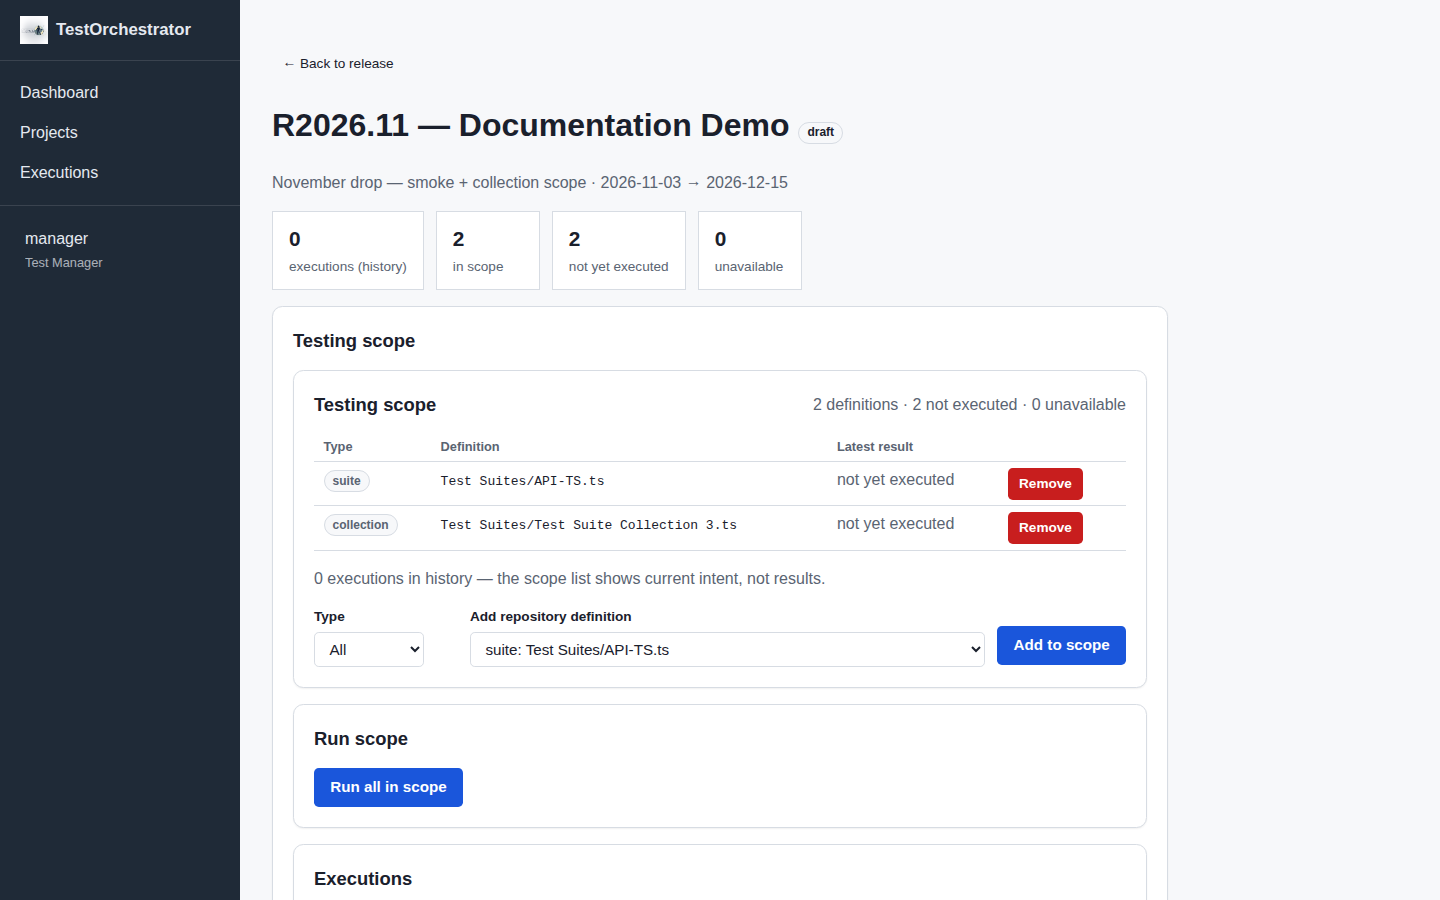 TestOrchestrator
Dashboard
Projects
Executions
manager
Test Manager
← Back to release
R2026.11 — Documentation Demo draft
November drop — smoke + collection scope · 2026-11-03 → 2026-12-15
0
executions (history)
2
in scope
2
not yet executed
0
unavailable
Testing scope
Testing scope 2 definitions · 2 not executed · 0 unavailable
Type Definition Latest result
suite Test Suites/API-TS.ts not yet executed Remove
collection Test Suites/Test Suite Collection 3.ts not yet executed Remove
0 executions in history — the scope list shows current intent, not results.
Type Add repository definition
All suite: Test Suites/API-TS.ts Add to scope
Run scope
Run all in scope
Executions